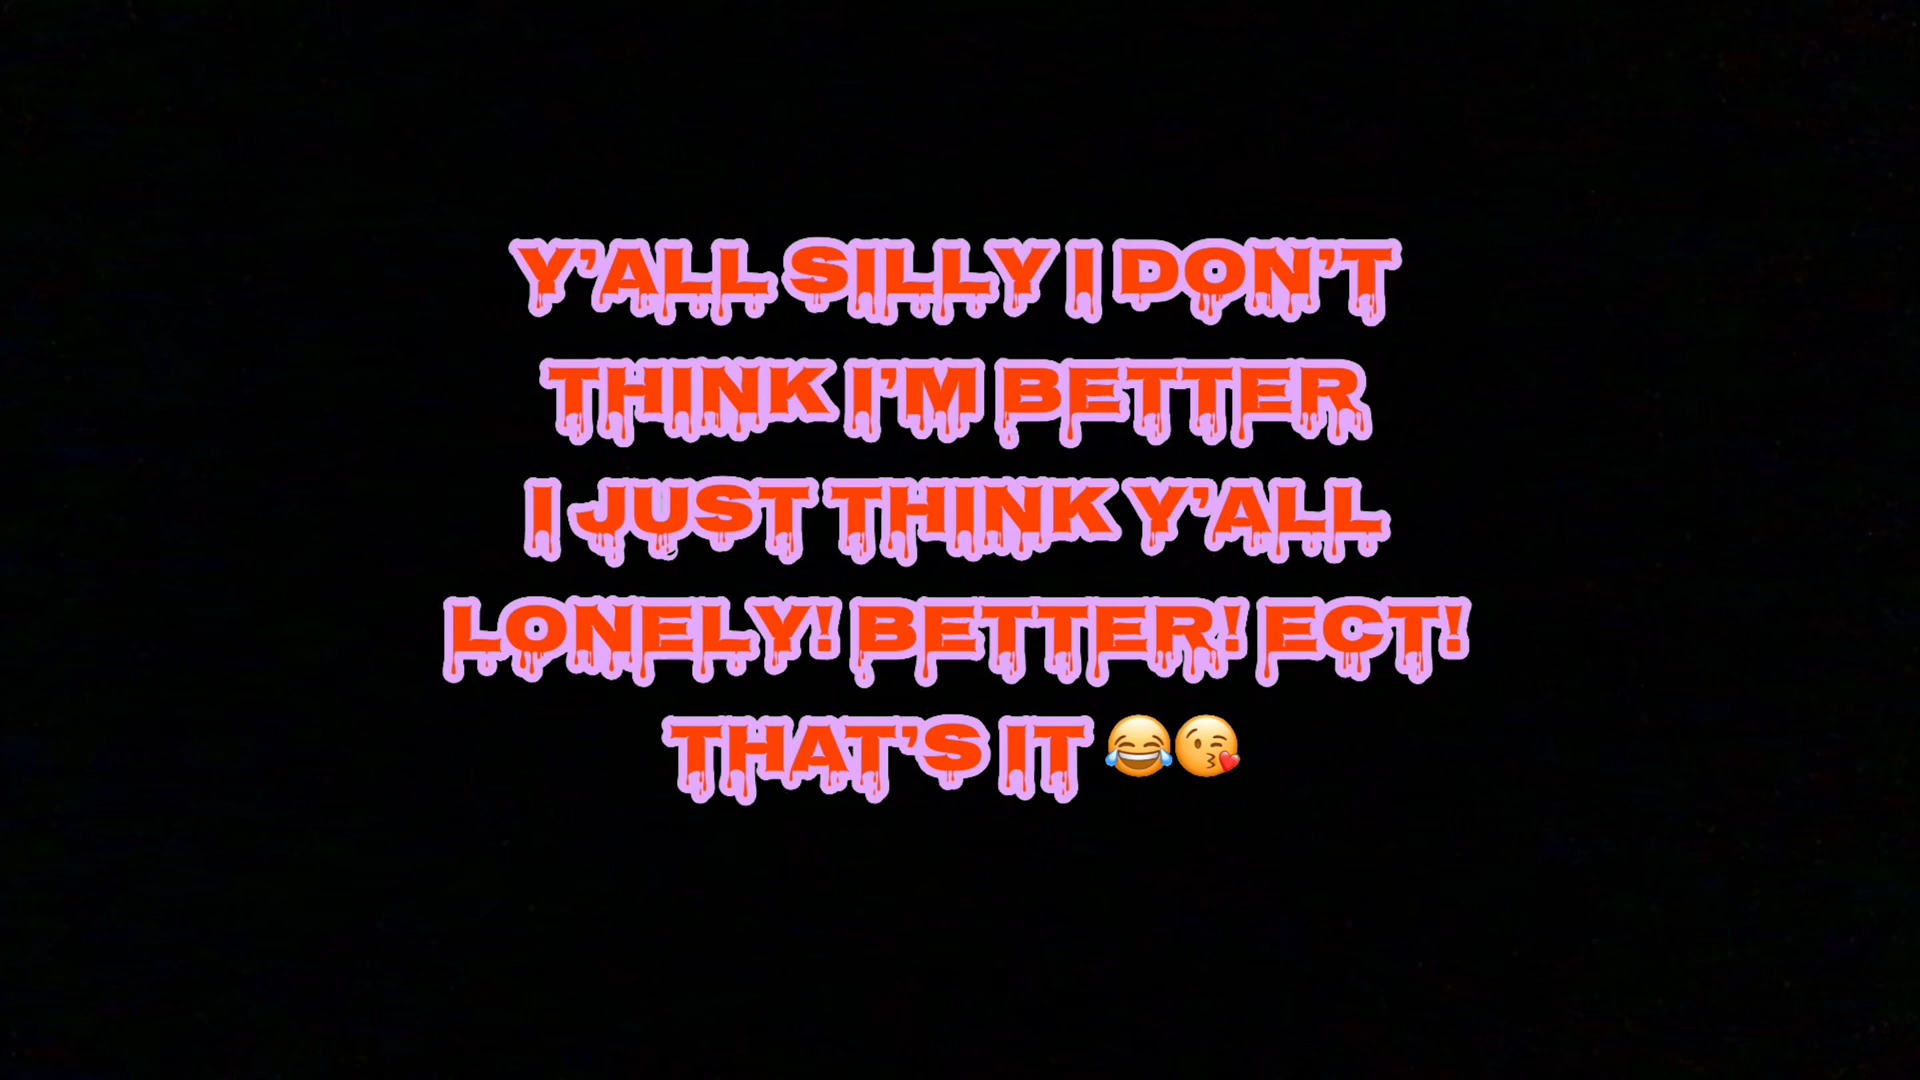 Y'ALL SILLY I DON'T
THINK I'M BETTER
I JUST THINK Y'ALL
LONELY! BETTER! ECT!
THAT'S IT 😂😘